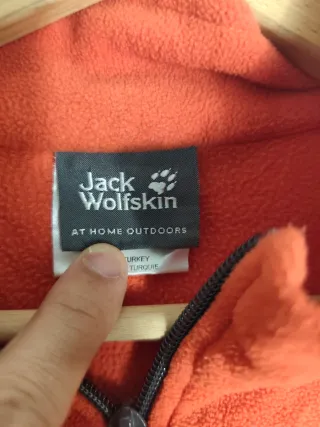 Jack
Wolfskin
AT HOME OUTDOORS
TURKEY
TURQUIE